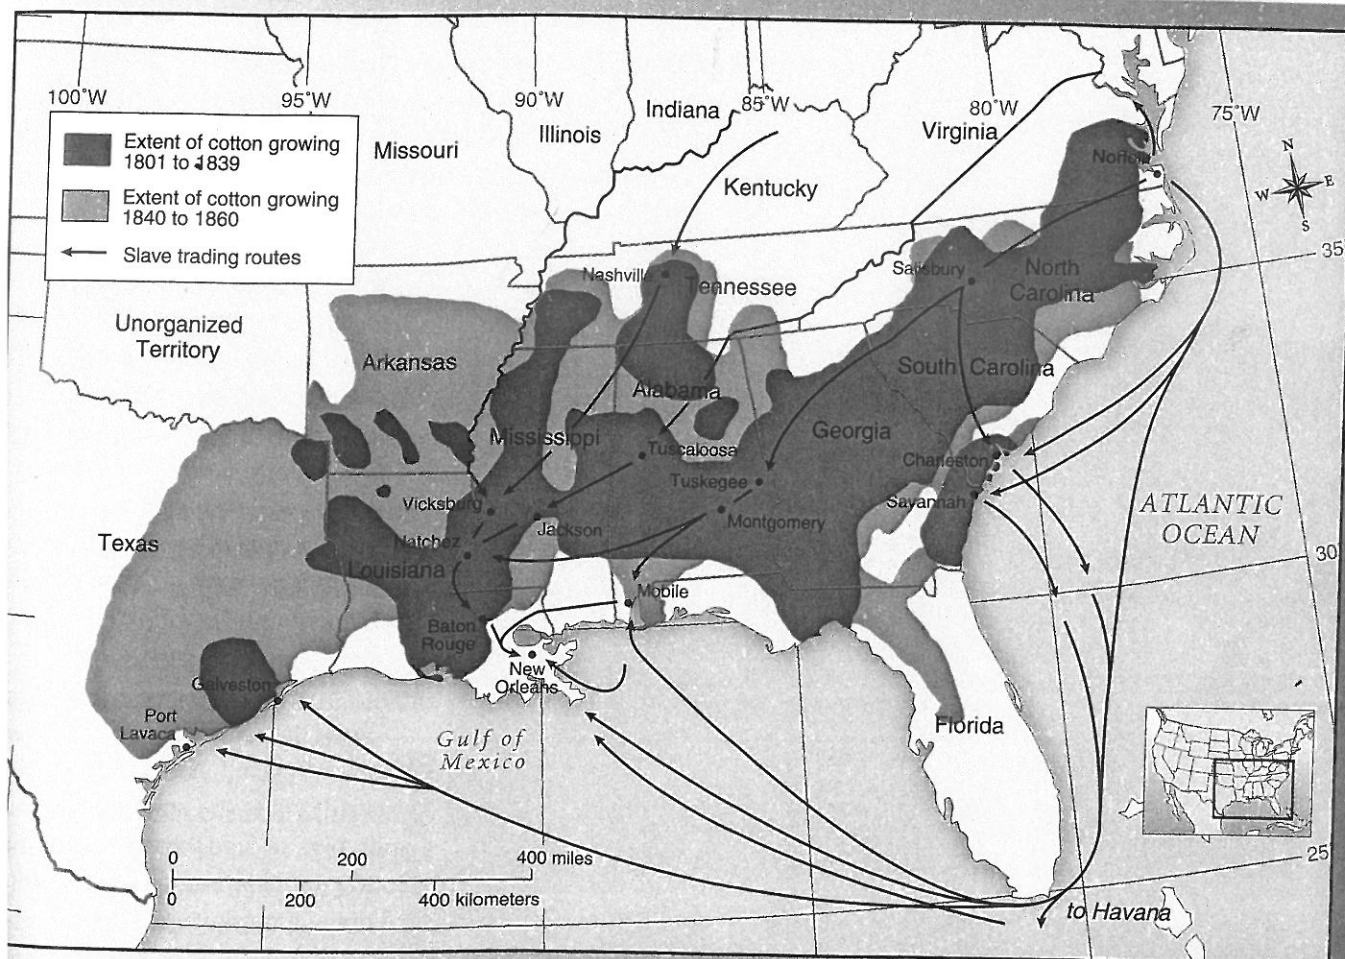 100°W
95°W
90°W
85°W
80°W
75°W
35
30
25
Extent of cotton growing
1801 to 1839
Extent of cotton growing
1840 to 1860
Slave trading routes
N
W
E
S
Missouri
Illinois
Indiana
Kentucky
Virginia
Norfolk
Unorganized
Territory
Arkansas
Nashville
Tennessee
Salisbury
North
Carolina
South Carolina
Alabama
Mississippi
Georgia
Tuscaloosa
Charleston
Tuskegee
Savannah
Vicksburg
Montgomery
Jackson
Natchez
Texas
Louisiana
Mobile
Baton
Rouge
New
Orleans
Galveston
Port
Lavaca
Florida
ATLANTIC
OCEAN
Gulf of
Mexico
0 200 400 miles
0 200 400 kilometers
to Havana